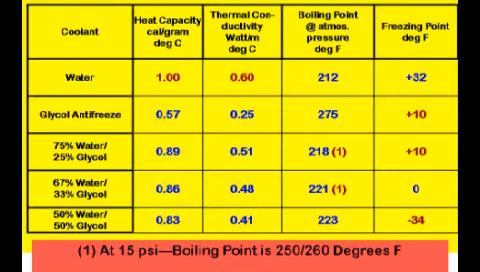 Coolant Heat Capacity cal/gram deg C Thermal Con- ductivity Watt/m deg C Boiling Point @ atmos. pressure deg F Freezing Point deg F
Water 1.00 0.60 212 +32
Glycol Antifreeze 0.57 0.25 275 +10
75% Water/ 25% Glycol 0.89 0.51 218 (1) +10
67% Water/ 33% Glycol 0.86 0.48 221 (1) 0
50% Water/ 50% Glycol 0.83 0.41 223 -34
(1) At 15 psi—Boiling Point is 250/260 Degrees F